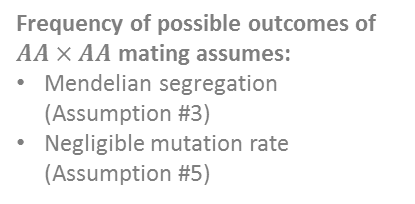 Frequency of possible outcomes of
AA × AA mating assumes:
• Mendelian segregation
(Assumption #3)
• Negligible mutation rate
(Assumption #5)